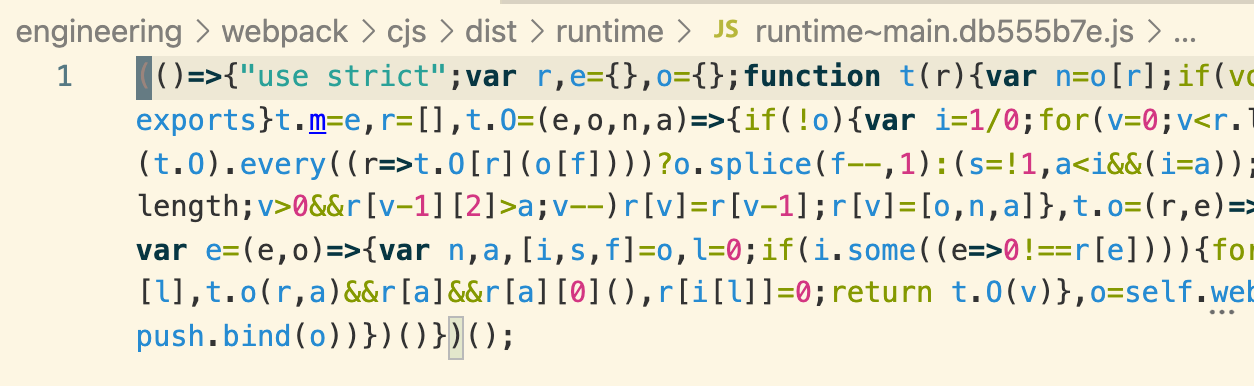 engineering > webpack > cjs > dist > runtime > JS runtime~main.db555b7e.js > ...
1 (()=>{"use strict";var r,e={},o={};function t(r){var n=o[r];if(vo
exports}t.m=e,r=[],t.O=(e,o,n,a)=>{if(!o){var i=1/0;for(v=0;v<r.l
(t.O).every((r=>t.O[r](o[f])))?o.splice(f--,1):(s=!1,a<i&&(i=a));
length;v>0&&r[v-1][2]>a;v--)r[v]=r[v-1];r[v]=[o,n,a]},t.o=(r,e)=>
var e=(e,o)=>{var n,a,[i,s,f]=o,l=0;if(i.some((e=>0!==r[e]))){for
[l],t.o(r,a)&&r[a]&&r[a][0](),r[i[l]]=0;return t.O(v)},o=self.web
push.bind(o))})()})();